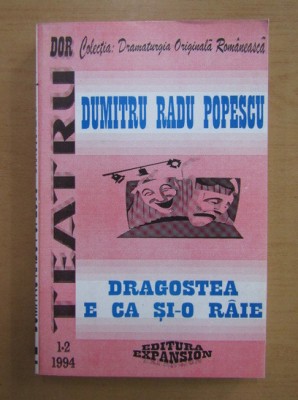 DOR Colecția: Dramaturgia Originală Românească
TEATRU
DUMITRU RADU POPESCU
DRAGOSTEA
E CA ȘI-O RÂIE
1-2
1994
EDITURA
EXPANSION